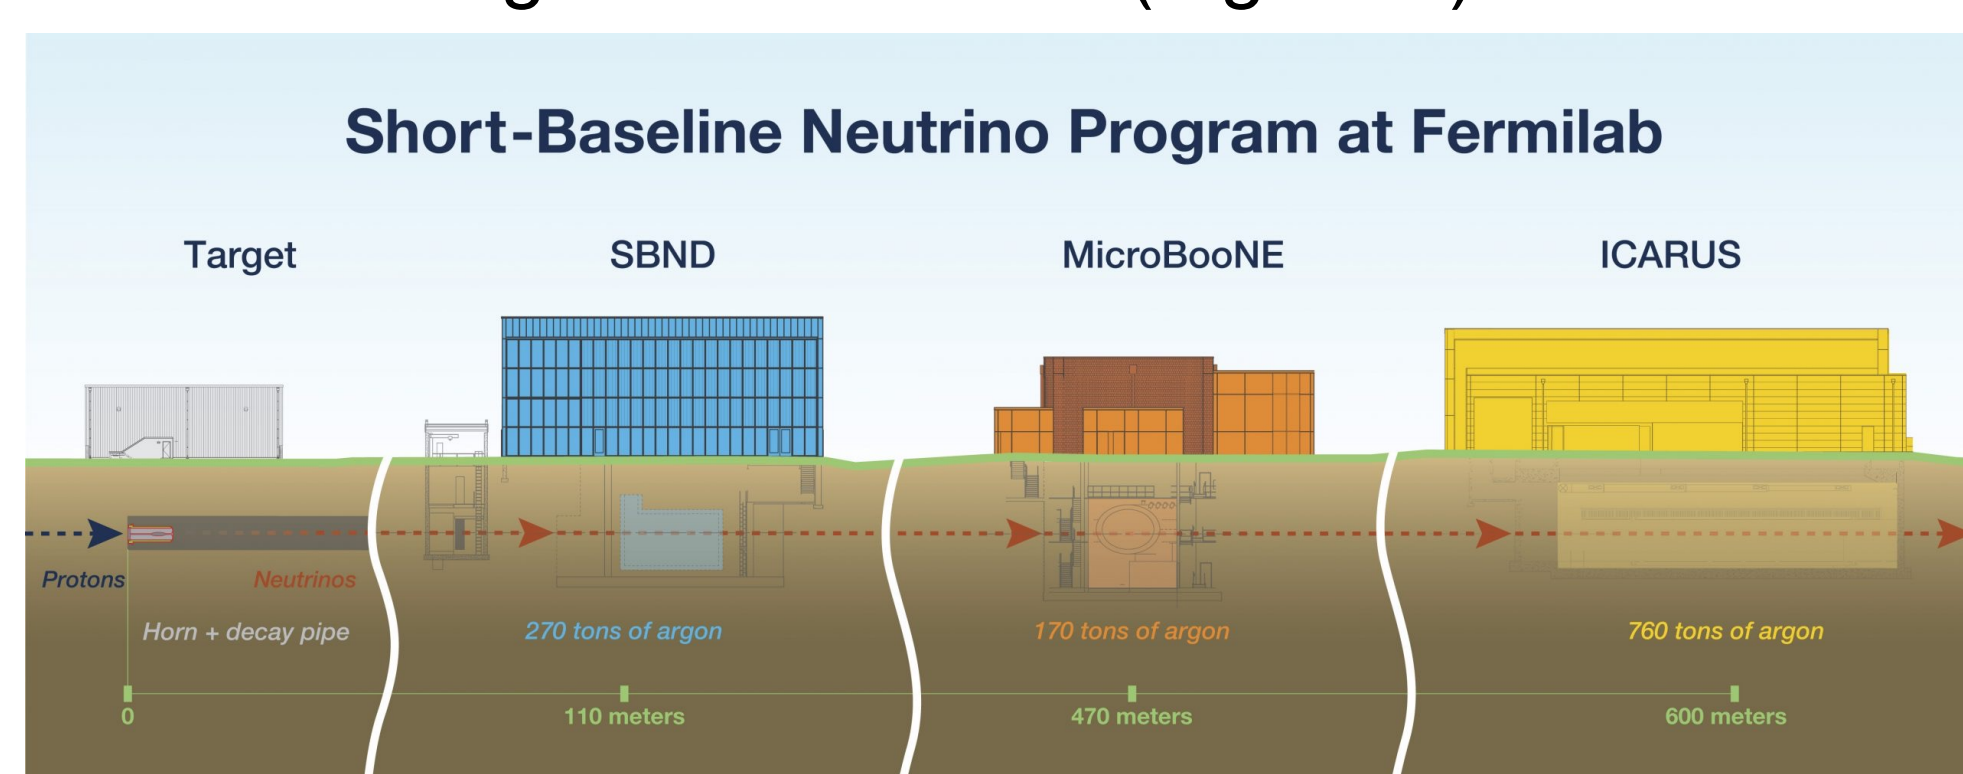 Short-Baseline Neutrino Program at Fermilab
Target
SBND
MicroBooNE
ICARUS
Protons
Neutrinos
Horn + decay pipe
270 tons of argon
170 tons of argon
760 tons of argon
0
110 meters
470 meters
600 meters